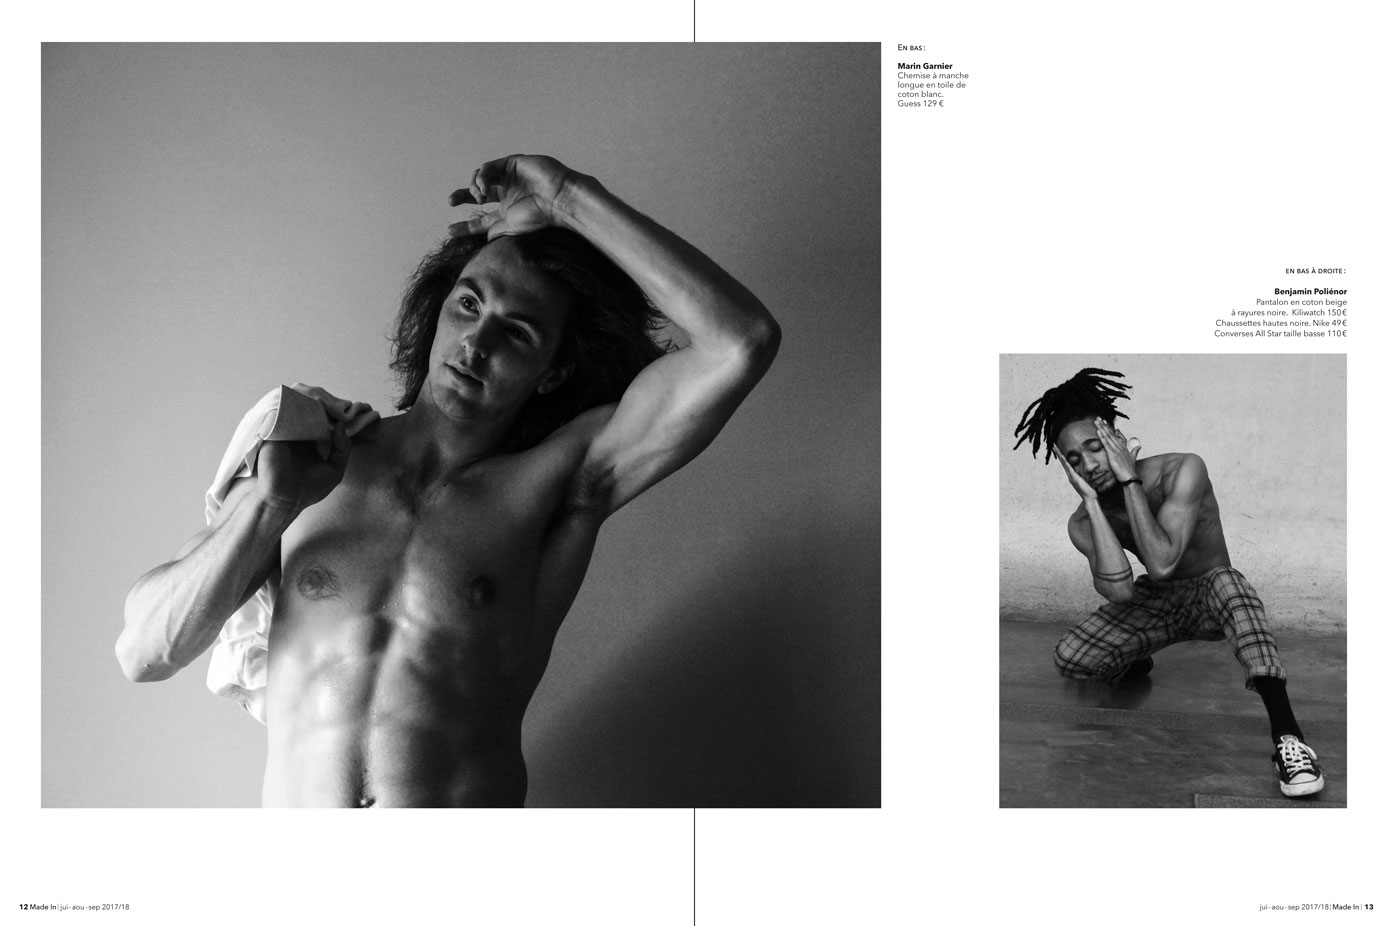 EN BAS :
Marin Garnier
Chemise à manche
longue en toile de
coton blanc.
Guess 129 €
EN BAS À DROITE :
Benjamin Poliénor
Pantalon en coton beige
à rayures noire. Kiliwatch 150 €
Chaussettes hautes noire. Nike 49 €
Converses All Star taille basse 110 €
12 Made In | jui - aou - sep 2017/18
jui - aou - sep 2017/18 | Made In | 13